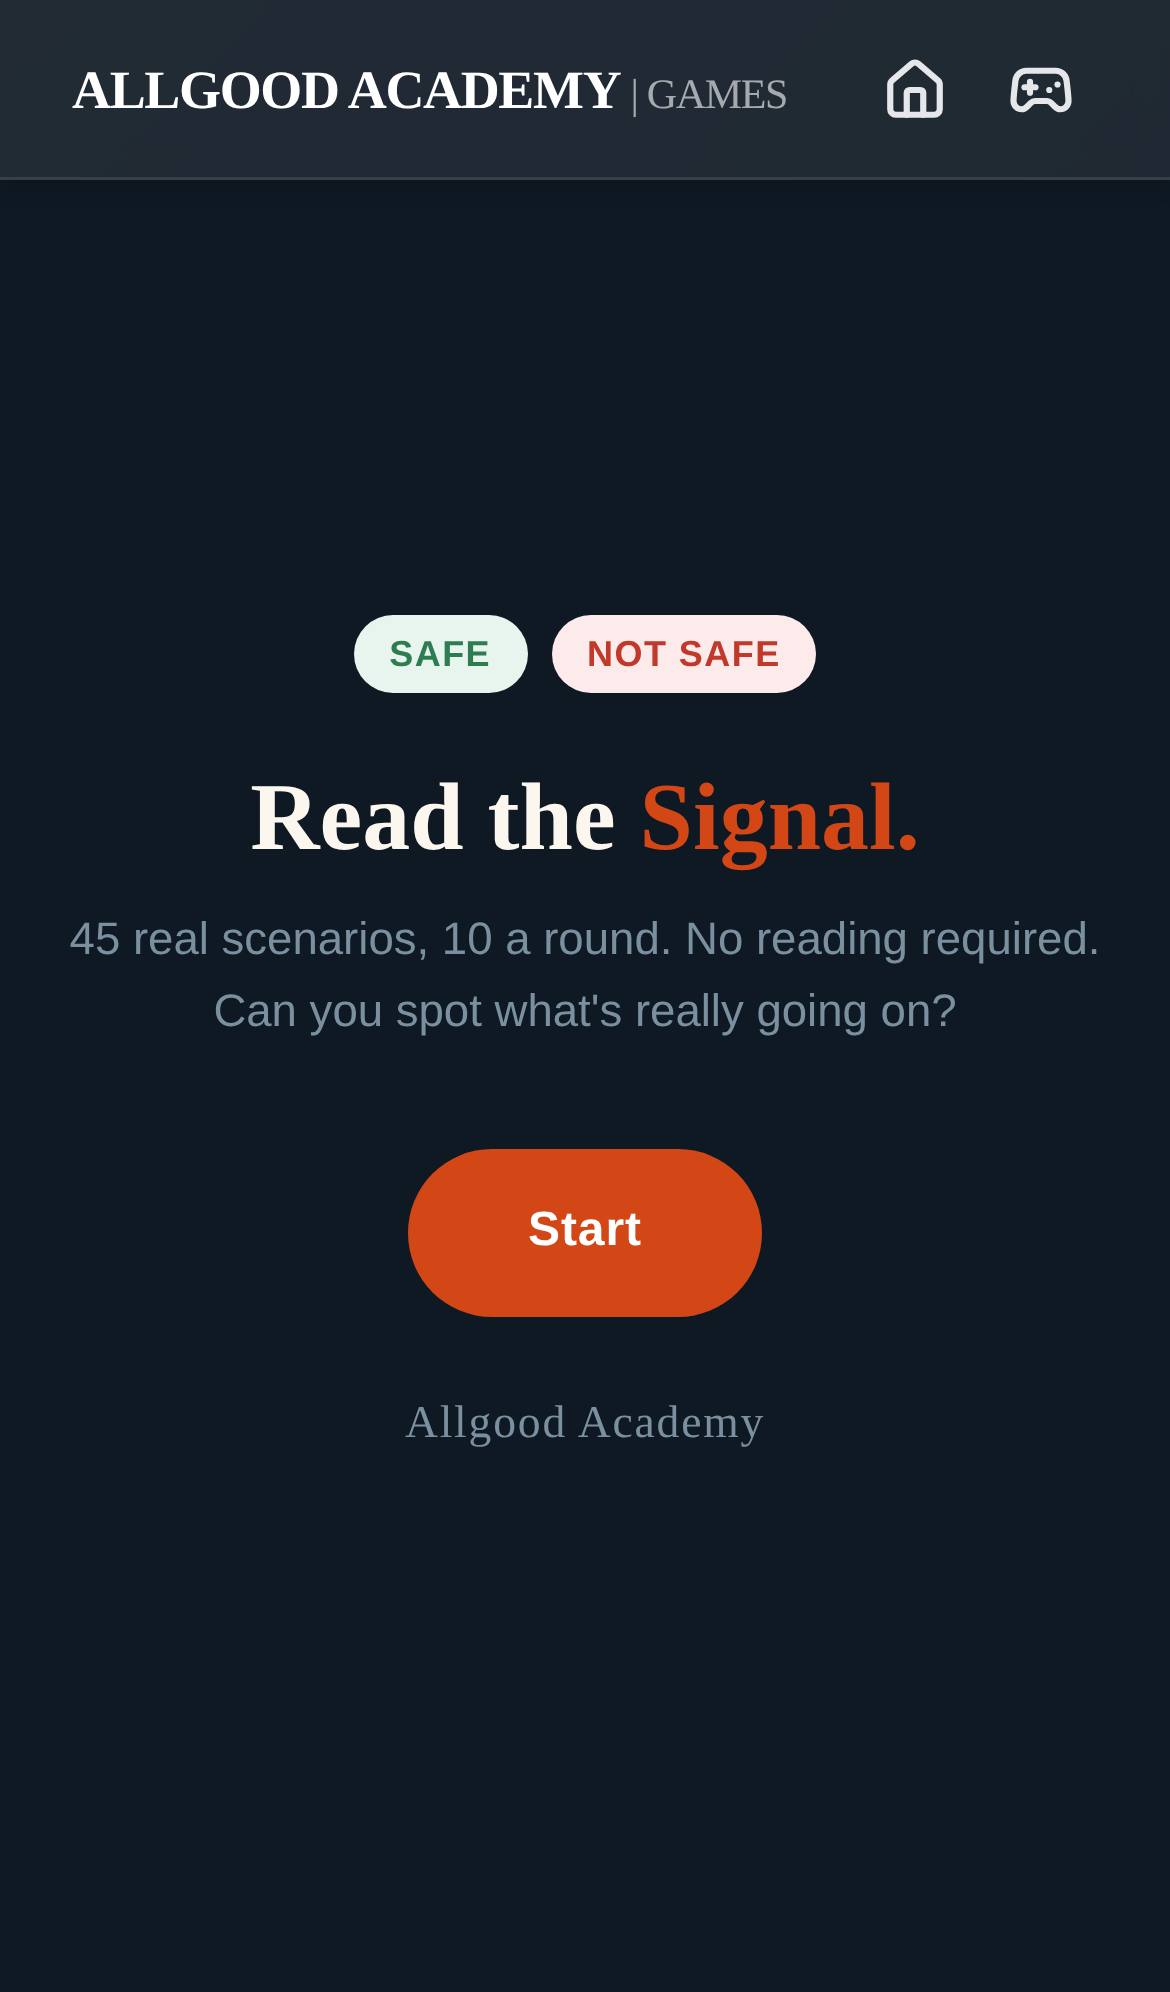 ALLGOOD ACADEMY | GAMES
SAFE NOT SAFE
Read the Signal.
45 real scenarios, 10 a round. No reading required.
Can you spot what's really going on?
Start
Allgood Academy